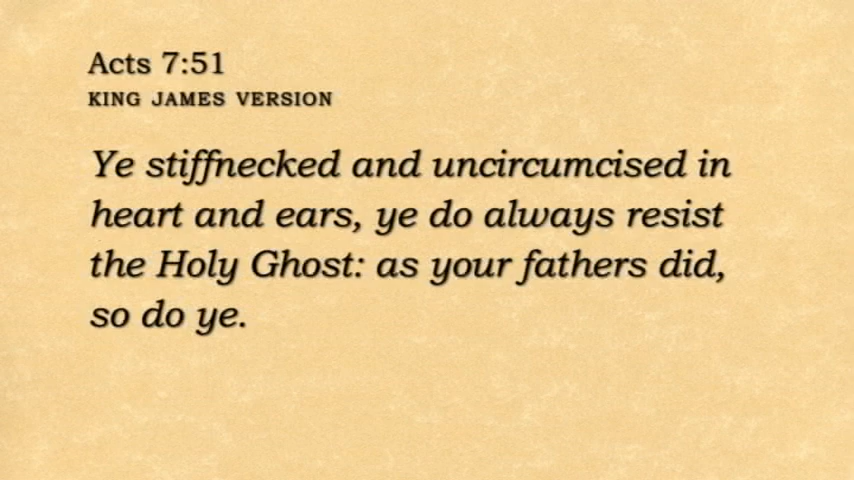 Acts 7:51
KING JAMES VERSION
Ye stiffnecked and uncircumcised in
heart and ears, ye do always resist
the Holy Ghost: as your fathers did,
so do ye.